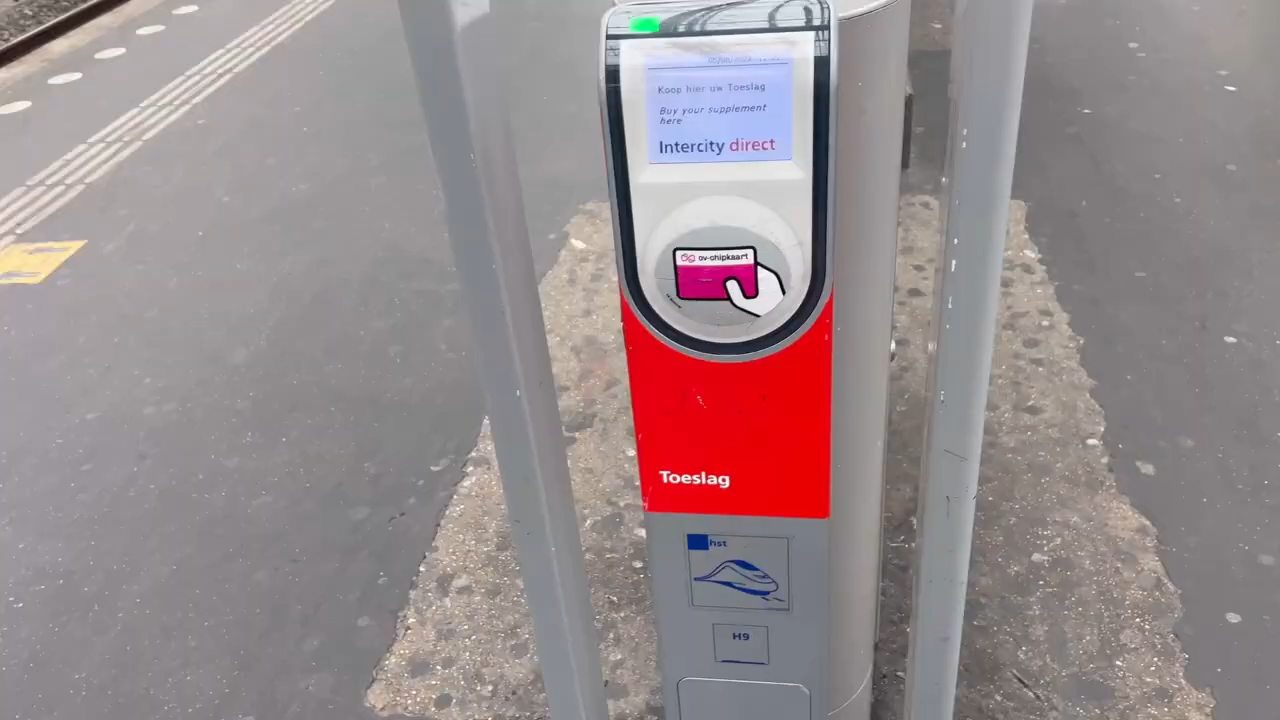 Koop hier uw Toeslag
Buy your supplement
here
Intercity direct
ov-chipkaart
Toeslag
hst
H9